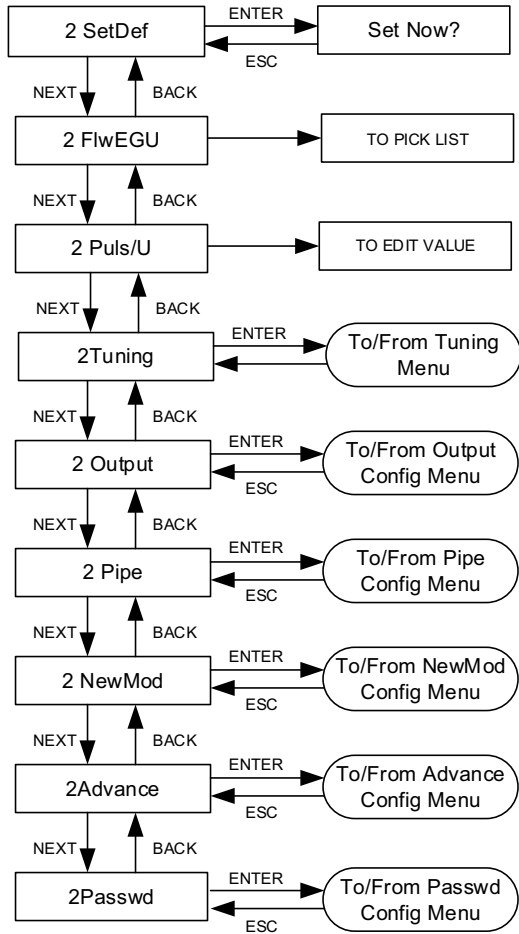 2 SetDef
ENTER
Set Now?
ESC
NEXT
BACK
2 FlwEGU
TO PICK LIST
NEXT
BACK
2 Puls/U
TO EDIT VALUE
NEXT
BACK
2Tuning
ENTER
To/From Tuning
Menu
NEXT
BACK
2 Output
ENTER
ESC
To/From Output
Config Menu
NEXT
BACK
2 Pipe
ENTER
ESC
To/From Pipe
Config Menu
NEXT
BACK
2 NewMod
ENTER
ESC
To/From NewMod
Config Menu
NEXT
BACK
2Advance
ENTER
ESC
To/From Advance
Config Menu
NEXT
BACK
2Passwd
ENTER
ESC
To/From Passwd
Config Menu